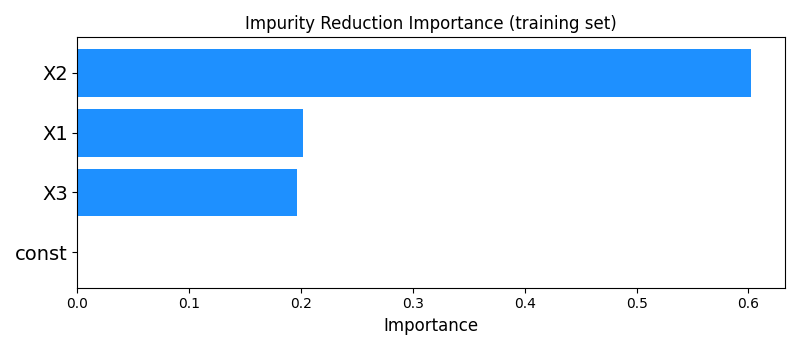 Impurity Reduction Importance (training set)
X2
X1
X3
const
0.0 0.1 0.2 0.3 0.4 0.5 0.6
Importance